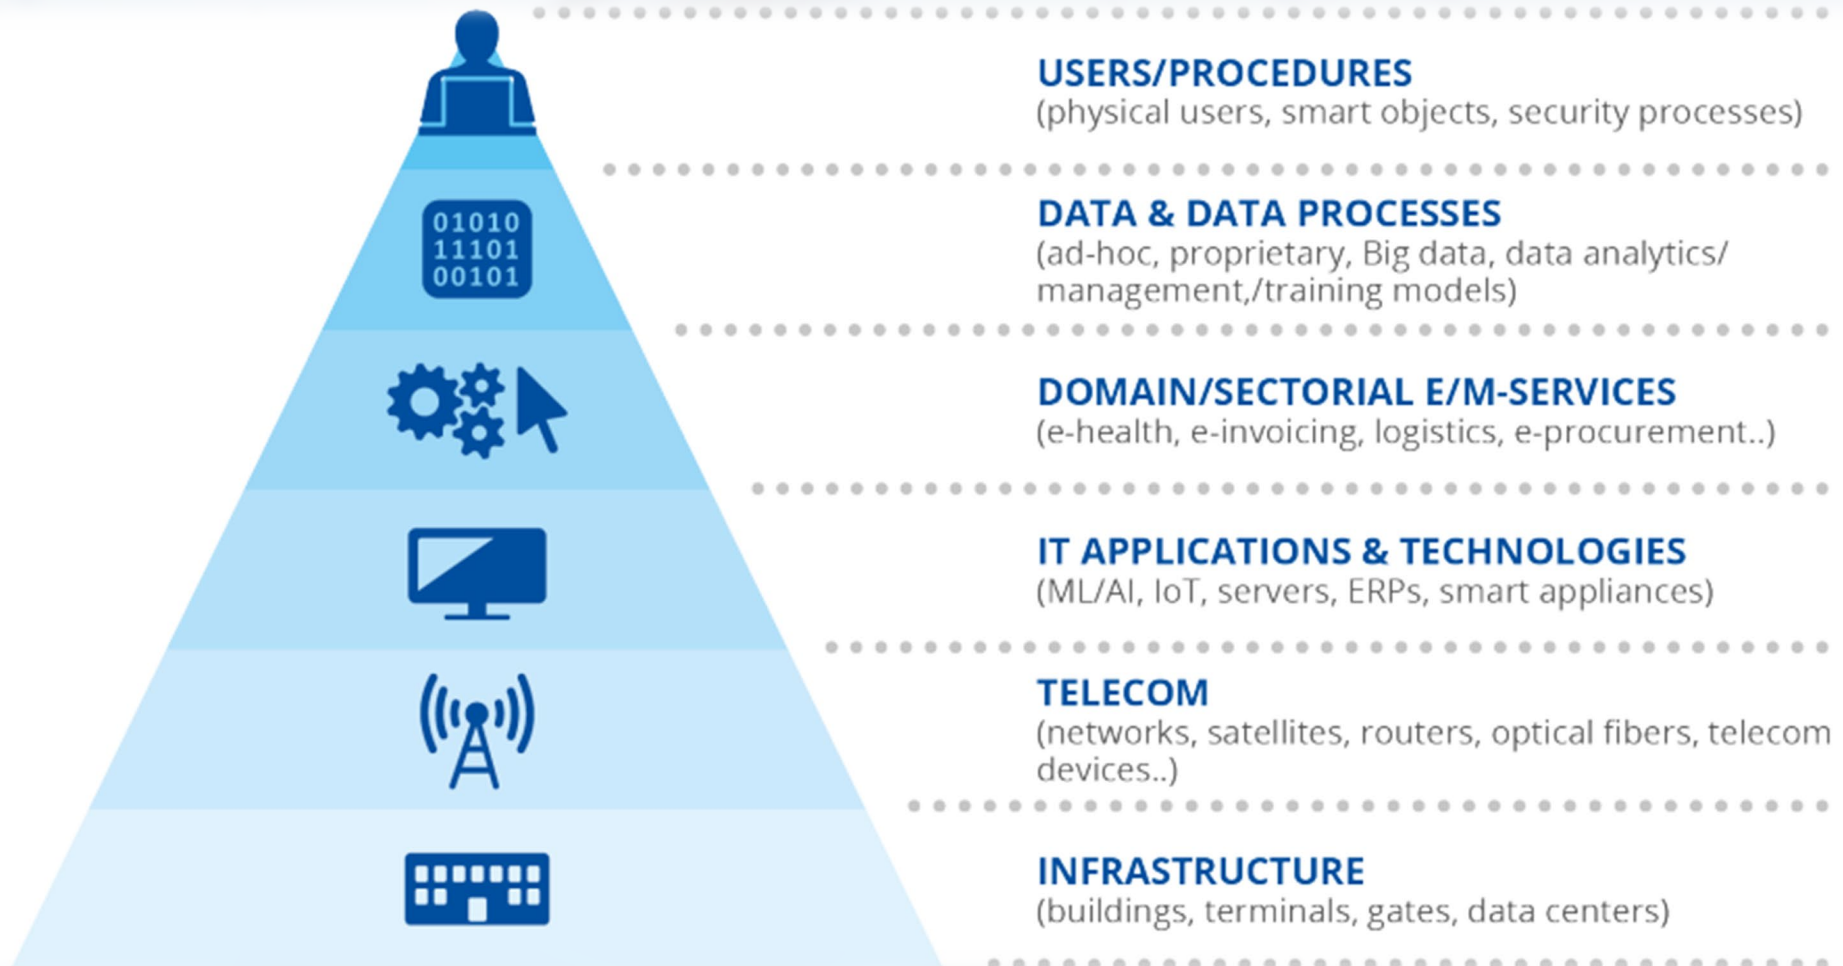 USERS/PROCEDURES
(physical users, smart objects, security processes)
01010
11101
00101
DATA & DATA PROCESSES
(ad-hoc, proprietary, Big data, data analytics/
management,/training models)
DOMAIN/SECTORIAL E/M-SERVICES
(e-health, e-invoicing, logistics, e-procurement..)
IT APPLICATIONS & TECHNOLOGIES
(ML/AI, IoT, servers, ERPs, smart appliances)
TELECOM
(networks, satellites, routers, optical fibers, telecom
devices..)
INFRASTRUCTURE
(buildings, terminals, gates, data centers)